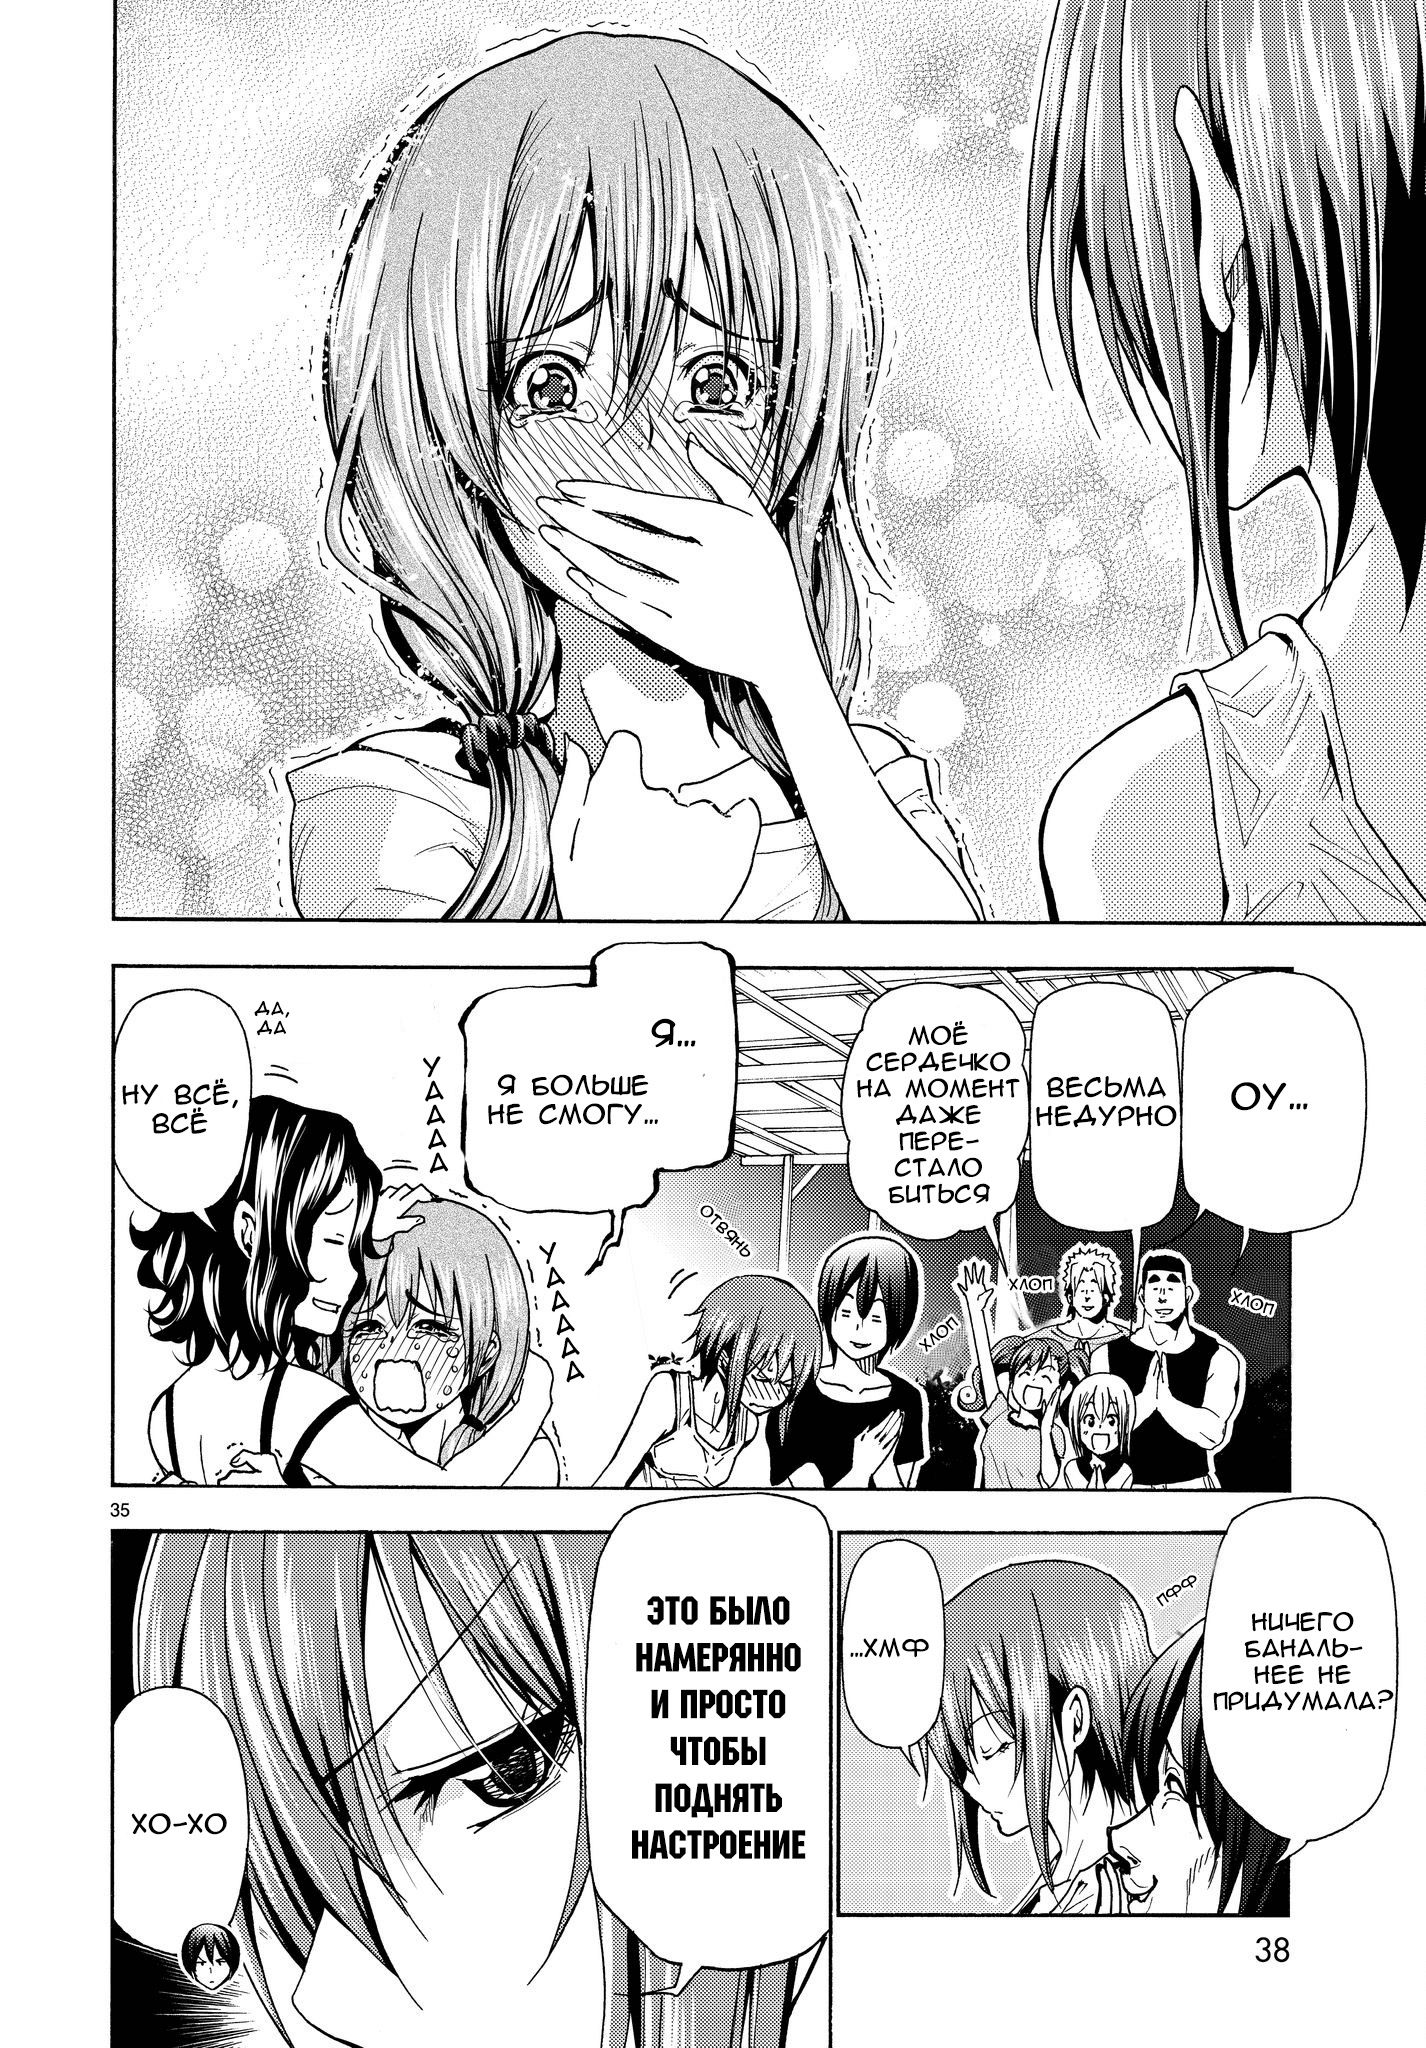 ОУ...
ВЕСЬМА
НЕДУРНО
МОЁ
СЕРДЕЧКО
НА МОМЕНТ
ДАЖЕ
ПЕРЕ-
СТАЛО
БИТЬСЯ
ХЛОП
ХЛОП
ХЛОП
ОТВЯНЬ
Я...
Я БОЛЬШЕ
НЕ СМОГУ...
УАААА
УААААА
ДА,
ДА
НУ ВСЁ,
ВСЁ
35
НИЧЕГО
БАНАЛЬ-
НЕЕ НЕ
ПРИДУМАЛА?
ПФФ
...ХМФ
ЭТО БЫЛО
НАМЕРЯННО
И ПРОСТО
ЧТОБЫ
ПОДНЯТЬ
НАСТРОЕНИЕ
ХО-ХО
38